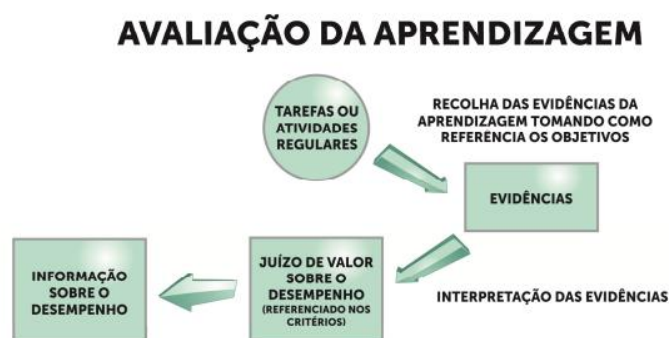 AVALIAÇÃO DA APRENDIZAGEM
TAREFAS OU
ATIVIDADES
REGULARES
RECOLHA DAS EVIDÊNCIAS DA
APRENDIZAGEM TOMANDO COMO
REFERÊNCIA OS OBJETIVOS
EVIDÊNCIAS
INFORMAÇÃO
SOBRE O
DESEMPENHO
JUÍZO DE VALOR
SOBRE O
DESEMPENHO
(REFERENCIADO NOS
CRITÉRIOS)
INTERPRETAÇÃO DAS EVIDÊNCIAS